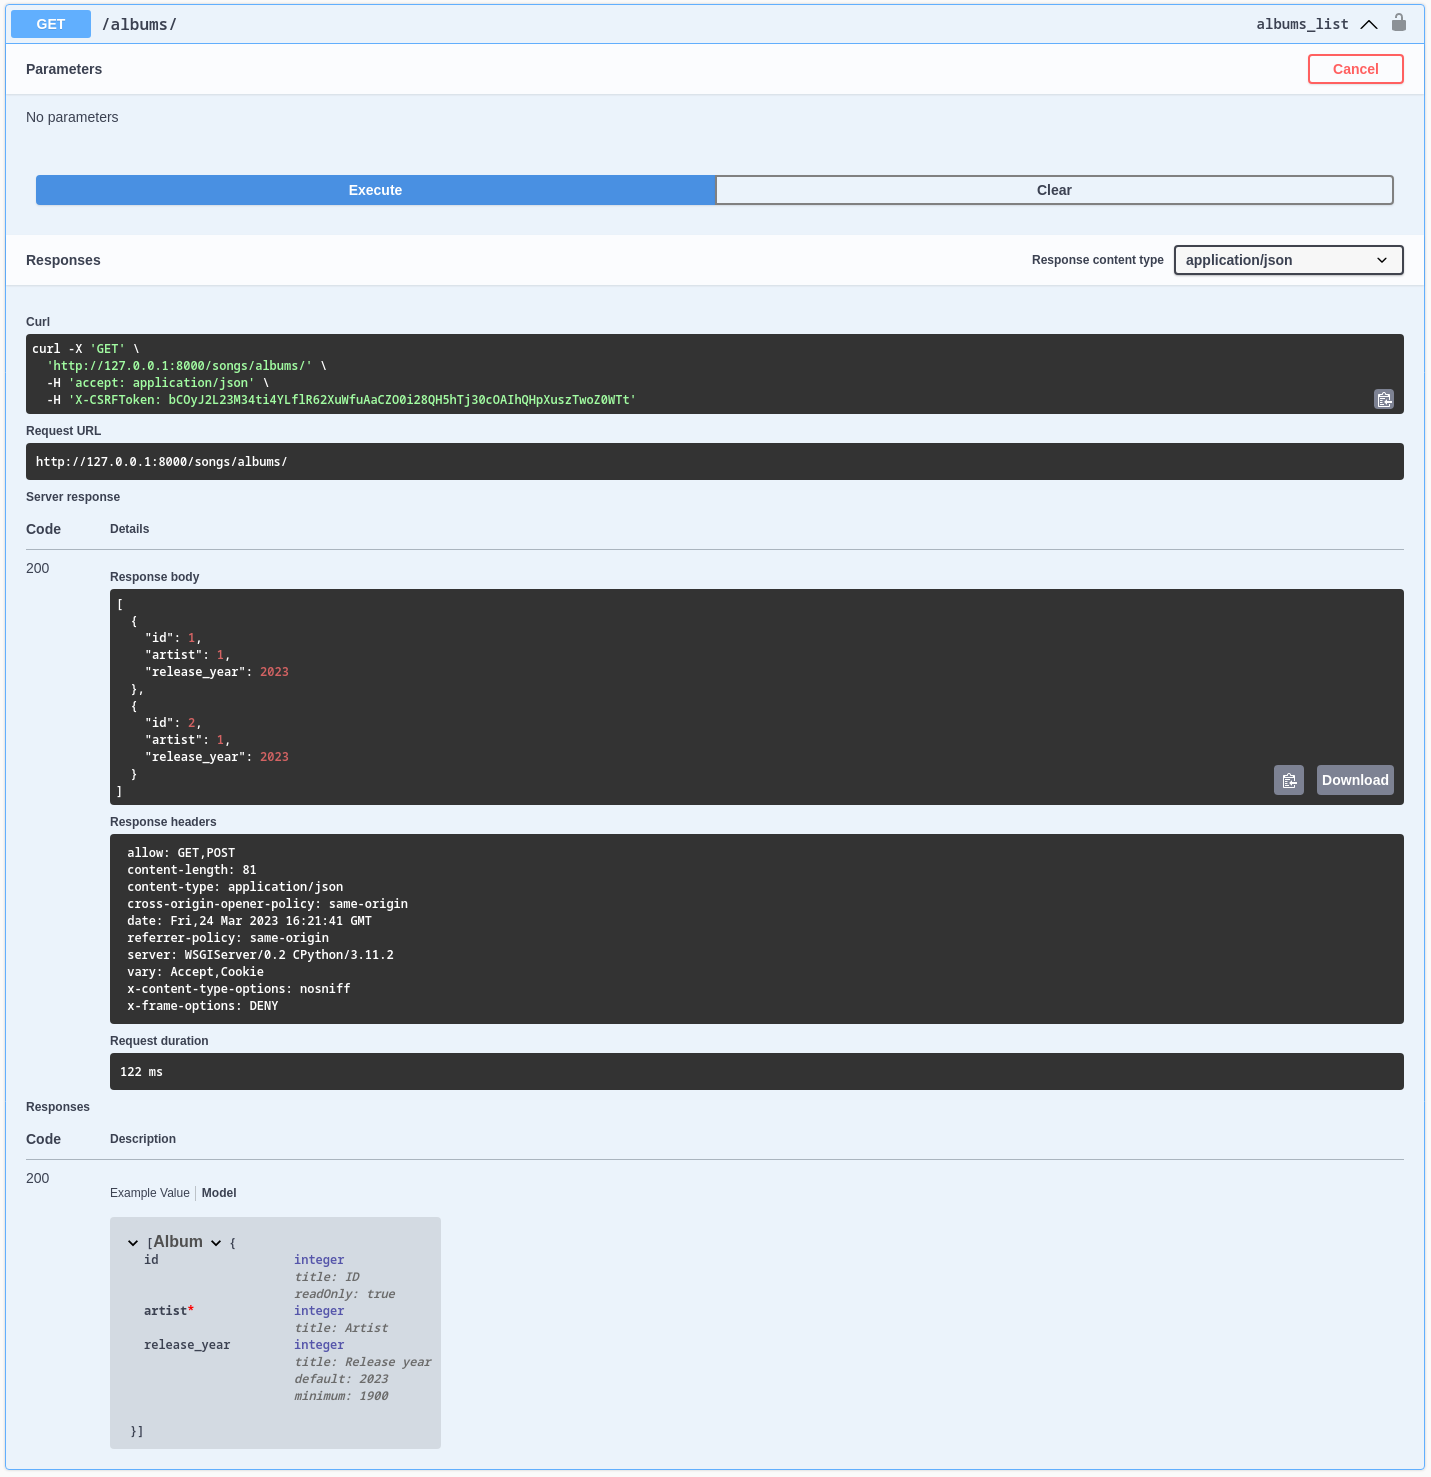 GET /albums/ albums_list
Parameters Cancel
No parameters
Execute Clear
Responses Response content type application/json
Curl
curl -X 'GET' \
'http://127.0.0.1:8000/songs/albums/' \
-H 'accept: application/json' \
-H 'X-CSRFToken: bCOyJ2L23M34ti4YLflR62XuWfuAaCZO0i28QH5hTj30cOAIhQHpXuszTwoZ0WTt'
Request URL
http://127.0.0.1:8000/songs/albums/
Server response
Code Details
200
Response body
[
{
"id": 1,
"artist": 1,
"release_year": 2023
},
{
"id": 2,
"artist": 1,
"release_year": 2023
}
]
Download
Response headers
allow: GET,POST
content-length: 81
content-type: application/json
cross-origin-opener-policy: same-origin
date: Fri,24 Mar 2023 16:21:41 GMT
referrer-policy: same-origin
server: WSGIServer/0.2 CPython/3.11.2
vary: Accept,Cookie
x-content-type-options: nosniff
x-frame-options: DENY
Request duration
122 ms
Responses
Code Description
200
Example Value Model
[Album {
id integer
title: ID
readOnly: true
artist* integer
title: Artist
release_year integer
title: Release year
default: 2023
minimum: 1900
}]